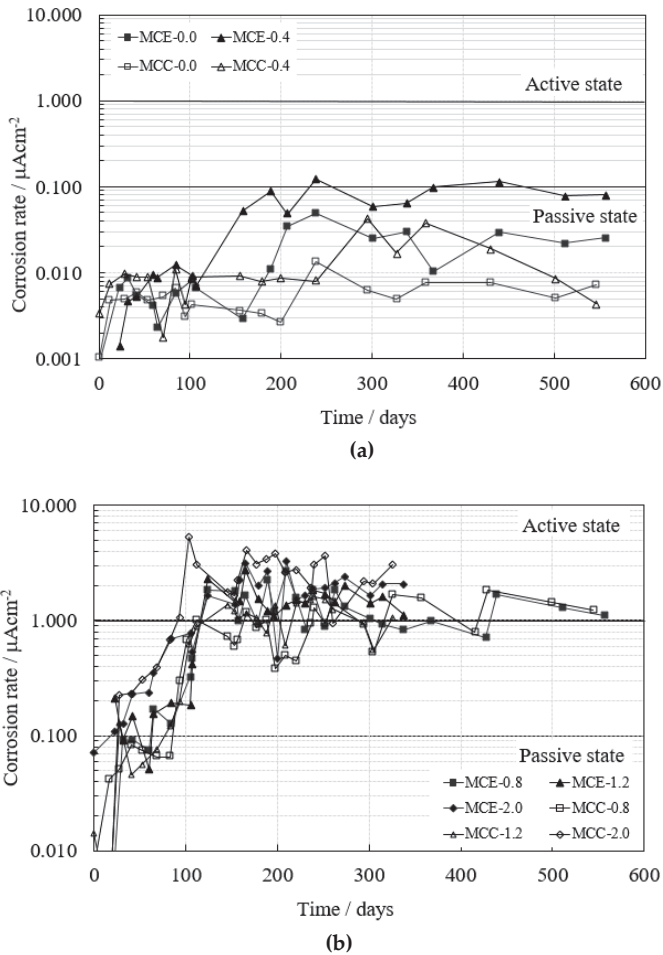 10.000
MCE-0.0 MCE-0.4
MCC-0.0 MCC-0.4
Active state
1.000
0.100
Passive state
0.010
0.001
0 100 200 300 400 500 600
Corrosion rate / μAcm-2
Time / days
(a)
10.000
Active state
1.000
0.100
Passive state
MCE-0.8 MCE-1.2
MCE-2.0 MCC-0.8
MCC-1.2 MCC-2.0
0.010
0 100 200 300 400 500 600
Corrosion rate / μAcm-2
Time / days
(b)